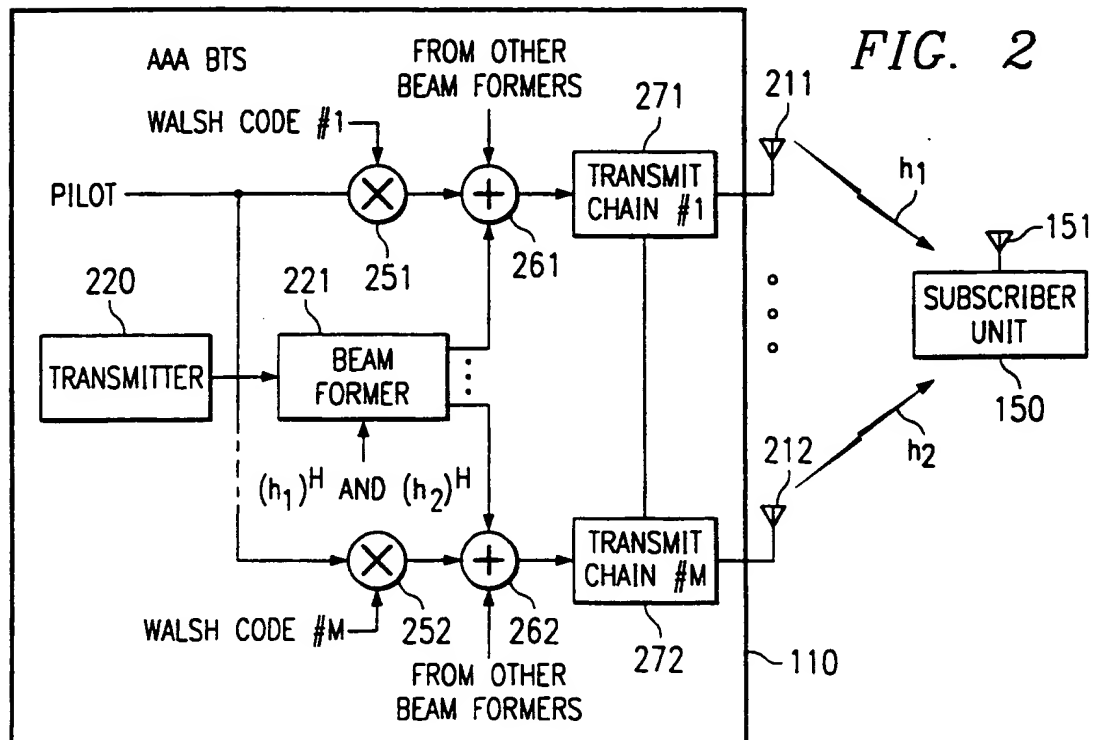 FIG. 2
AAA BTS
FROM OTHER
BEAM FORMERS
WALSH CODE #1
271
211
PILOT
TRANSMIT
CHAIN #1
h1
251
261
151
220
221
SUBSCRIBER
UNIT
TRANSMITTER
BEAM
FORMER
150
(h1)H AND (h2)H
212
h2
TRANSMIT
CHAIN #M
WALSH CODE #M
252
262
272
110
FROM OTHER
BEAM FORMERS